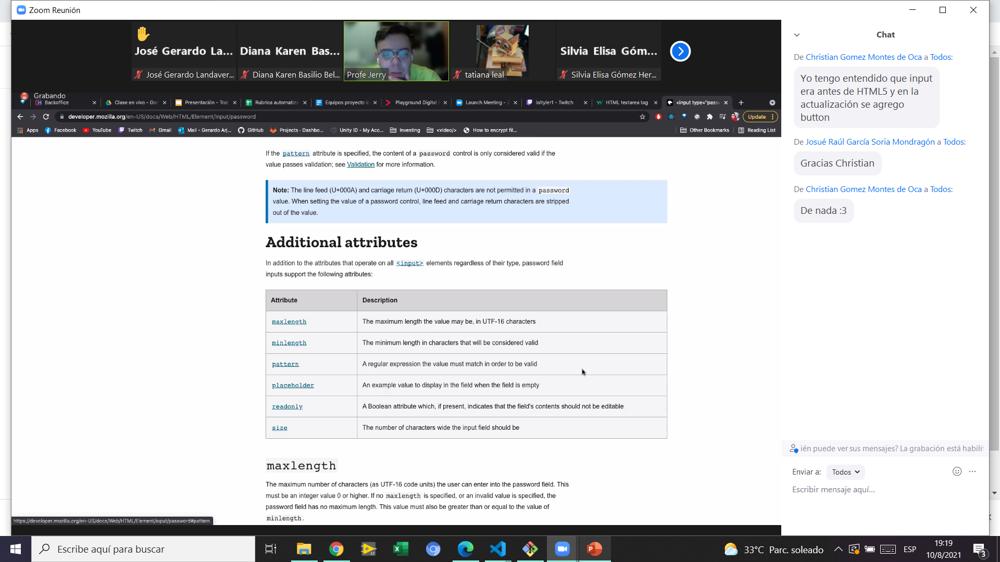 Zoom Reunión
José Gerardo La...
Diana Karen Bas...
Silvia Elisa Góm...
José Gerardo Landaver...
Diana Karen Basilio Bel...
Profe Jerry
tatiana leal
Silvia Elisa Gómez Her...
Grabando
Backoffice
Clase en vivo - Goo
Presentación - Trab
Rubrica automatiza
Equipos proyecto in
Playground Digital
Launch Meeting - Z
loltyler1 - Twitch
HTML textarea tag
<input type="passw
developer.mozilla.org/en-US/docs/Web/HTML/Element/input/password
Update
Apps
Facebook
YouTube
Twitch
Gmail
Mail - Gerardo Arj...
GitHub
Projects · Dashbo...
Unity ID - My Acc...
Investing
<video/>
How to encrypt fil...
Other Bookmarks
Reading List
If the pattern attribute is specified, the content of a password control is only considered valid if the
value passes validation; see Validation for more information.
Note: The line feed (U+000A) and carriage return (U+000D) characters are not permitted in a password
value. When setting the value of a password control, line feed and carriage return characters are stripped
out of the value.
Additional attributes
In addition to the attributes that operate on all <input> elements regardless of their type, password field
inputs support the following attributes:
Attribute Description
maxlength The maximum length the value may be, in UTF-16 characters
minlength The minimum length in characters that will be considered valid
pattern A regular expression the value must match in order to be valid
placeholder An example value to display in the field when the field is empty
readonly A Boolean attribute which, if present, indicates that the field's contents should not be editable
size The number of characters wide the input field should be
maxlength
The maximum number of characters (as UTF-16 code units) the user can enter into the password field. This
must be an integer value 0 or higher. If no maxlength is specified, or an invalid value is specified, the
password field has no maximum length. This value must also be greater than or equal to the value of
minlength.
https://developer.mozilla.org/en-US/docs/Web/HTML/Element/input/password#pattern
Chat
De Christian Gomez Montes de Oca a Todos:
Yo tengo entendido que input
era antes de HTML5 y en la
actualización se agrego
button
De Josué Raúl García Soria Mondragón a Todos:
Gracias Christian
De Christian Gomez Montes de Oca a Todos:
De nada :3
ién puede ver sus mensajes? La grabación está habilit
Enviar a: Todos
Escribir mensaje aquí...
Escribe aquí para buscar
33°C Parc. soleado
ESP
19:19
10/8/2021
3